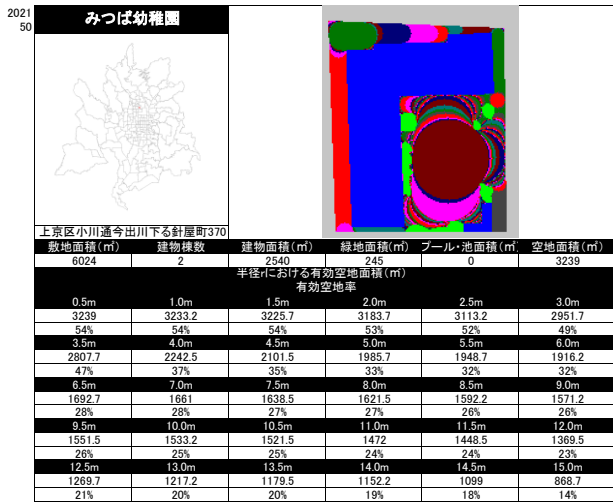 2021
50
みつば幼稚園
上京区小川通今出川下る針屋町370
敷地面積(㎡) 建物棟数 建物面積(㎡) 緑地面積(㎡) プール・池面積(㎡) 空地面積(㎡)
6024 2 2540 245 0 3239
半径rにおける有効空地面積(㎡)
有効空地率
0.5m 1.0m 1.5m 2.0m 2.5m 3.0m
3239 3233.2 3225.7 3183.7 3113.2 2951.7
54% 54% 54% 53% 52% 49%
3.5m 4.0m 4.5m 5.0m 5.5m 6.0m
2807.7 2242.5 2101.5 1985.7 1948.7 1916.2
47% 37% 35% 33% 32% 32%
6.5m 7.0m 7.5m 8.0m 8.5m 9.0m
1692.7 1661 1638.5 1621.5 1592.2 1571.2
28% 28% 27% 27% 26% 26%
9.5m 10.0m 10.5m 11.0m 11.5m 12.0m
1551.5 1533.2 1521.5 1472 1448.5 1369.5
26% 25% 25% 24% 24% 23%
12.5m 13.0m 13.5m 14.0m 14.5m 15.0m
1269.7 1217.2 1179.5 1152.2 1099 868.7
21% 20% 20% 19% 18% 14%